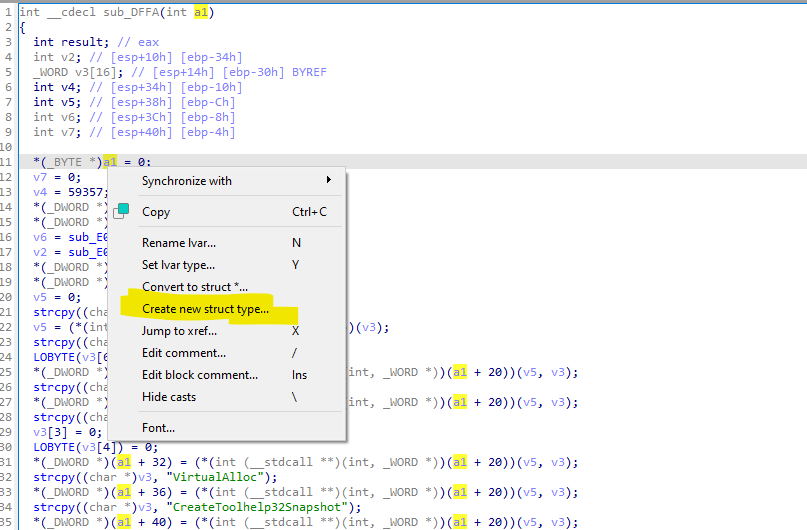 1 int __cdecl sub_DFFA(int a1)
2 {
3 int result; // eax
4 int v2; // [esp+10h] [ebp-34h]
5 _WORD v3[16]; // [esp+14h] [ebp-30h] BYREF
6 int v4; // [esp+34h] [ebp-10h]
7 int v5; // [esp+38h] [ebp-Ch]
8 int v6; // [esp+3Ch] [ebp-8h]
9 int v7; // [esp+40h] [ebp-4h]
10
11 *(_BYTE *)a1 = 0;
12 v7 = 0;
13 v4 = 59357;
14 *(_DWORD *)
15 *(_DWORD *)
16 v6 = sub_E0
17 v2 = sub_E0
18 *(_DWORD *)
19 *(_DWORD *)
20 v5 = 0;
21 strcpy((char
22 v5 = (*(int )(v3);
23 strcpy((cha
24 LOBYTE(v3[6
25 *(_DWORD *) (int, _WORD *))(a1 + 20))(v5, v3);
26 strcpy((cha
27 *(_DWORD *) (int, _WORD *))(a1 + 20))(v5, v3);
28 strcpy((cha
29 v3[3] = 0;
30 LOBYTE(v3[4]) = 0;
31 *(_DWORD *)(a1 + 32) = (*(int (__stdcall **)(int, _WORD *))(a1 + 20))(v5, v3);
32 strcpy((char *)v3, "VirtualAlloc");
33 *(_DWORD *)(a1 + 36) = (*(int (__stdcall **)(int, _WORD *))(a1 + 20))(v5, v3);
34 strcpy((char *)v3, "CreateToolhelp32Snapshot");
35 *(_DWORD *)(a1 + 40) = (*(int (__stdcall **)(int, _WORD *))(a1 + 20))(v5, v3);
Synchronize with
Copy Ctrl+C
Rename lvar... N
Set lvar type... Y
Convert to struct *...
Create new struct type...
Jump to xref... X
Edit comment... /
Edit block comment... Ins
Hide casts \
Font...